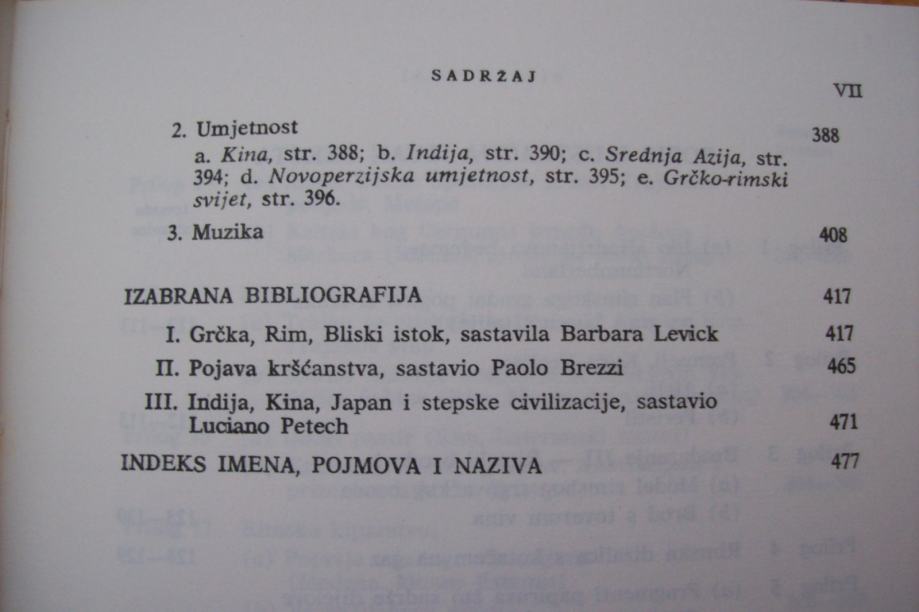 SADRŽAJ
VII
2. Umjetnost 388
a. Kina, str. 388; b. Indija, str. 390; c. Srednja Azija, str.
394; d. Novoperzijska umjetnost, str. 395; e. Grčko-rimski
svijet, str. 396.
3. Muzika 408
IZABRANA BIBLIOGRAFIJA 417
I. Grčka, Rim, Bliski istok, sastavila Barbara Levick 417
II. Pojava kršćanstva, sastavio Paolo Brezzi 465
III. Indija, Kina, Japan i stepske civilizacije, sastavio
Luciano Petech 471
INDEKS IMENA, POJMOVA I NAZIVA 477